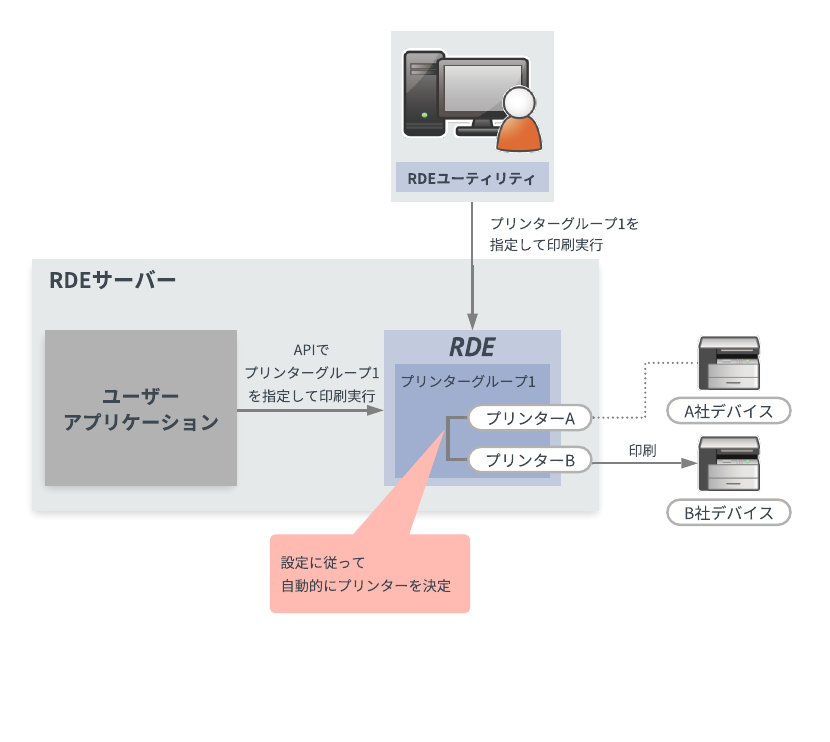 RDEユーティリティ
プリンターグループ1を
指定して印刷実行
RDEサーバー
ユーザー
アプリケーション
APIで
プリンターグループ1
を指定して印刷実行
RDE
プリンターグループ1
プリンターA
プリンターB
印刷
A社デバイス
B社デバイス
設定に従って
自動的にプリンターを決定